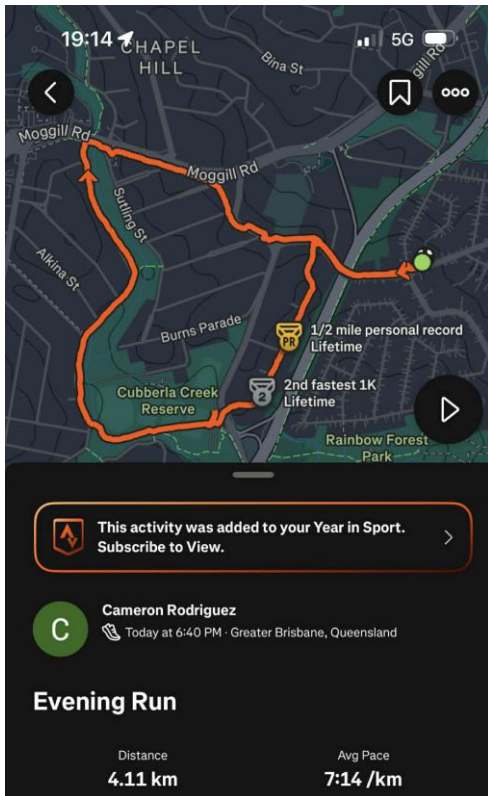 19:14
5G
CHAPEL
HILL
Bina St
Moggill Rd
Moggill Rd
Sutling St
Alkina St
Burns Parade
PR
1/2 mile personal record
Lifetime
2
2nd fastest 1K
Lifetime
Cubberla Creek
Reserve
Rainbow Forest
Park
This activity was added to your Year in Sport.
Subscribe to View.
C
Cameron Rodriguez
Today at 6:40 PM · Greater Brisbane, Queensland
Evening Run
Distance
Avg Pace
4.11 km
7:14 /km